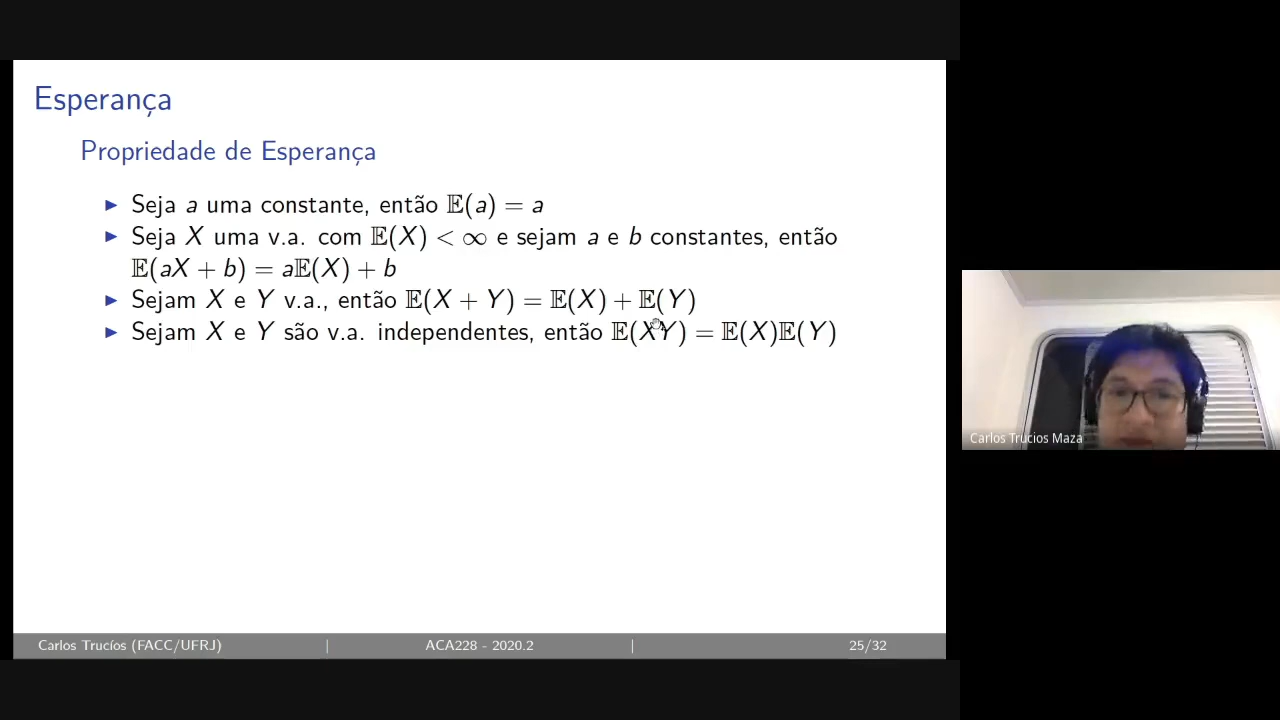 Esperança
Propriedade de Esperança
▶ Seja a uma constante, então 𝔼(a) = a
▶ Seja X uma v.a. com 𝔼(X) < ∞ e sejam a e b constantes, então
𝔼(aX + b) = a𝔼(X) + b
▶ Sejam X e Y v.a., então 𝔼(X + Y) = 𝔼(X) + 𝔼(Y)
▶ Sejam X e Y são v.a. independentes, então 𝔼(XY) = 𝔼(X)𝔼(Y)
Carlos Trucios Maza
Carlos Trucíos (FACC/UFRJ) | ACA228 - 2020.2 | 25/32